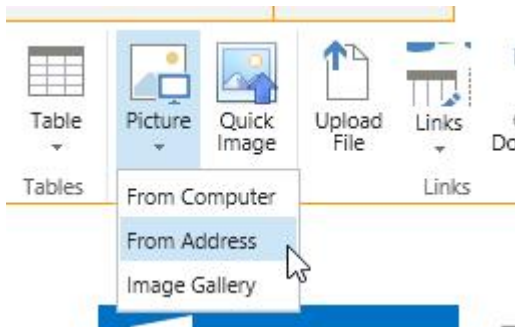 Table
Picture
Quick
Image
Upload
File
Links
Tables
Links
From Computer
From Address
Image Gallery